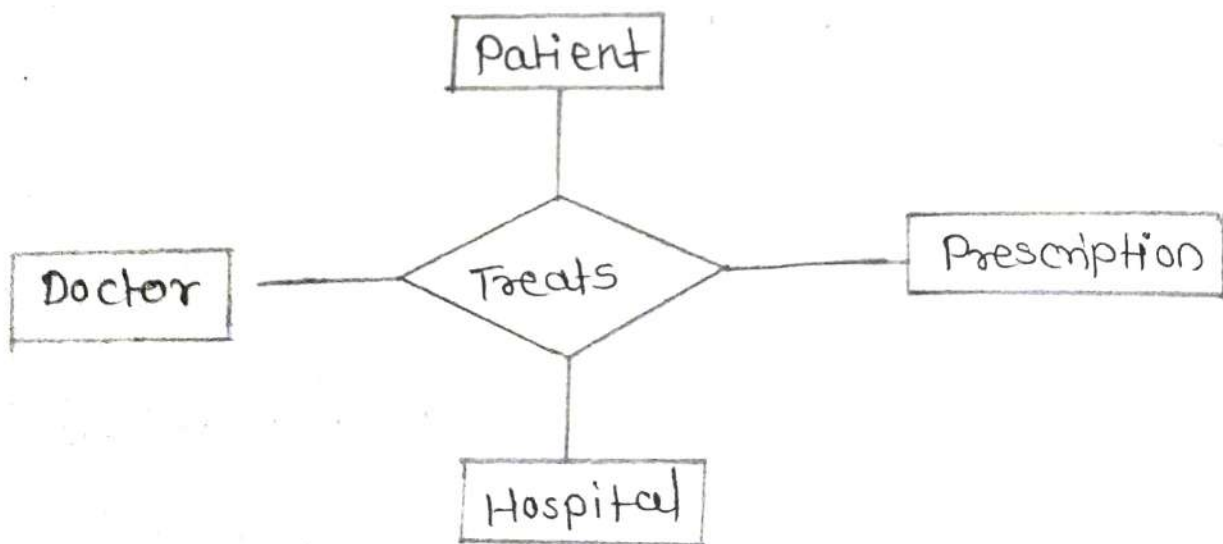 Patient
Doctor
Treats
Prescription
Hospital